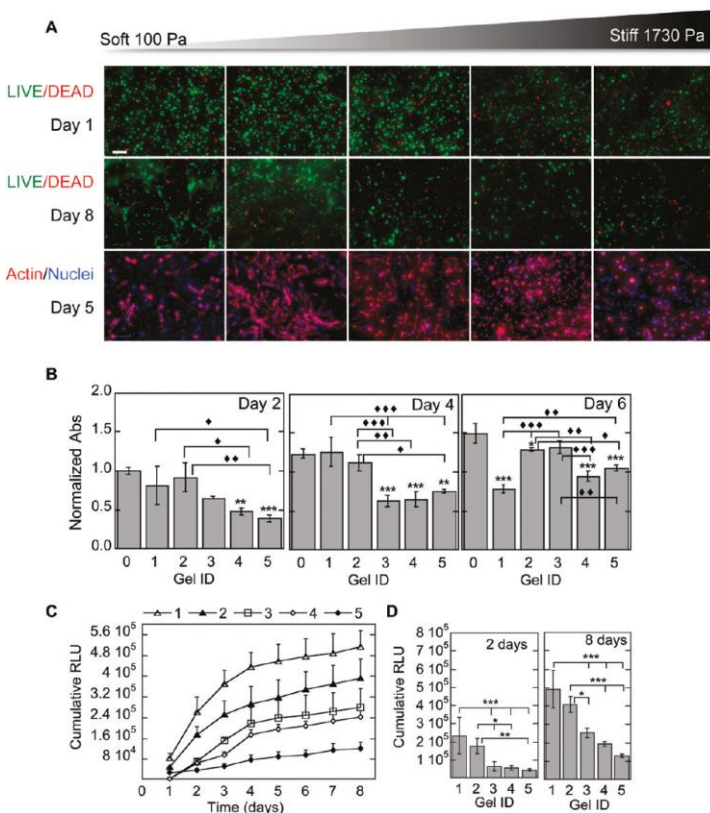 A
Soft 100 Pa
Stiff 1730 Pa
LIVE/DEAD
Day 1
LIVE/DEAD
Day 8
Actin/Nuclei
Day 5
B
Normalized Abs
2.0
1.5
1.0
0.5
0.0
Day 2
♦
♦
♦♦
**
***
0 1 2 3 4 5
Gel ID
Day 4
♦♦♦
♦♦♦
♦♦
♦
***
***
**
0 1 2 3 4 5
Gel ID
Day 6
♦♦
♦♦♦
♦♦
♦
♦♦♦
♦♦
***
*
***
***
0 1 2 3 4 5
Gel ID
C
1 2 3 4 5
Cumulative RLU
5.6 10⁵
4.8 10⁵
4.0 10⁵
3.2 10⁵
2.4 10⁵
1.6 10⁵
8 10⁴
0 1 2 3 4 5 6 7 8
Time (days)
D
Cumulative RLU
8 10⁵
7 10⁵
6 10⁵
5 10⁵
4 10⁵
3 10⁵
2 10⁵
1 10⁵
2 days
***
*
**
1 2 3 4 5
8 days
***
***
*
1 2 3 4 5
Gel ID